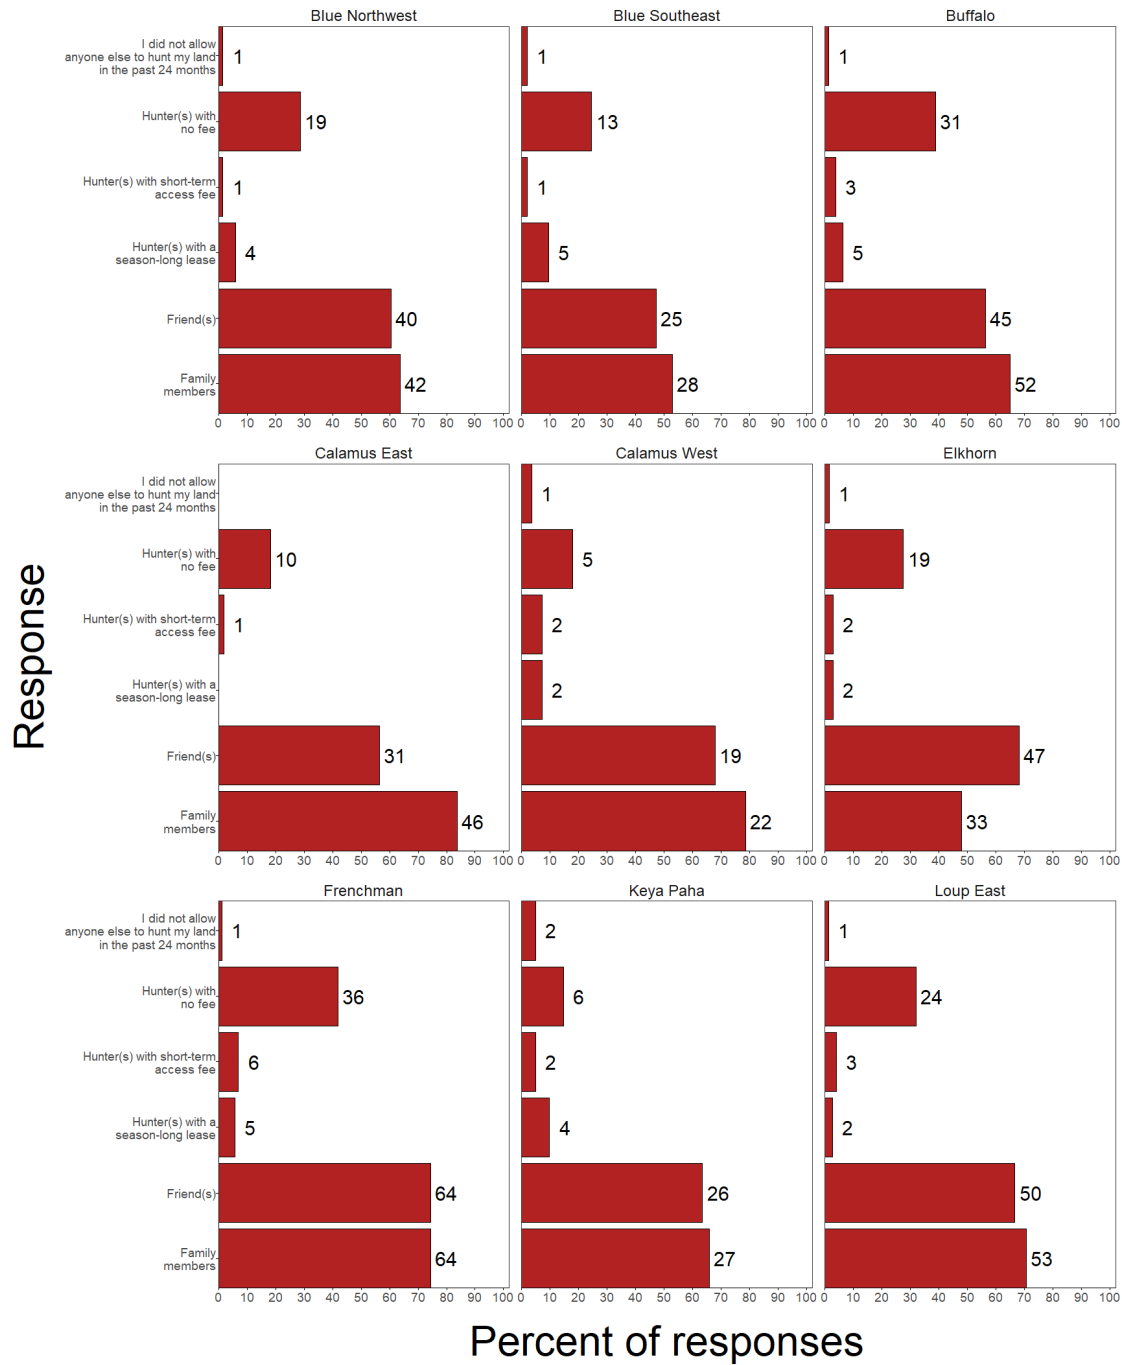 Blue Northwest
Blue Southeast
Buffalo
I did not allow
anyone else to hunt my land
in the past 24 months
1
1
1
Hunter(s) with
no fee
19
13
31
Hunter(s) with short-term
access fee
1
1
3
Hunter(s) with a
season-long lease
4
5
5
Friend(s)
40
25
45
Family
members
42
28
52
0 10 20 30 40 50 60 70 80 90 100
0 10 20 30 40 50 60 70 80 90 100
0 10 20 30 40 50 60 70 80 90 100
Calamus East
Calamus West
Elkhorn
I did not allow
anyone else to hunt my land
in the past 24 months
1
1
Hunter(s) with
no fee
10
5
19
Hunter(s) with short-term
access fee
1
2
2
Hunter(s) with a
season-long lease
2
2
Friend(s)
31
19
47
Family
members
46
22
33
0 10 20 30 40 50 60 70 80 90 100
0 10 20 30 40 50 60 70 80 90 100
0 10 20 30 40 50 60 70 80 90 100
Frenchman
Keya Paha
Loup East
I did not allow
anyone else to hunt my land
in the past 24 months
1
2
1
Hunter(s) with
no fee
36
6
24
Hunter(s) with short-term
access fee
6
2
3
Hunter(s) with a
season-long lease
5
4
2
Friend(s)
64
26
50
Family
members
64
27
53
0 10 20 30 40 50 60 70 80 90 100
0 10 20 30 40 50 60 70 80 90 100
0 10 20 30 40 50 60 70 80 90 100
Response
Percent of responses